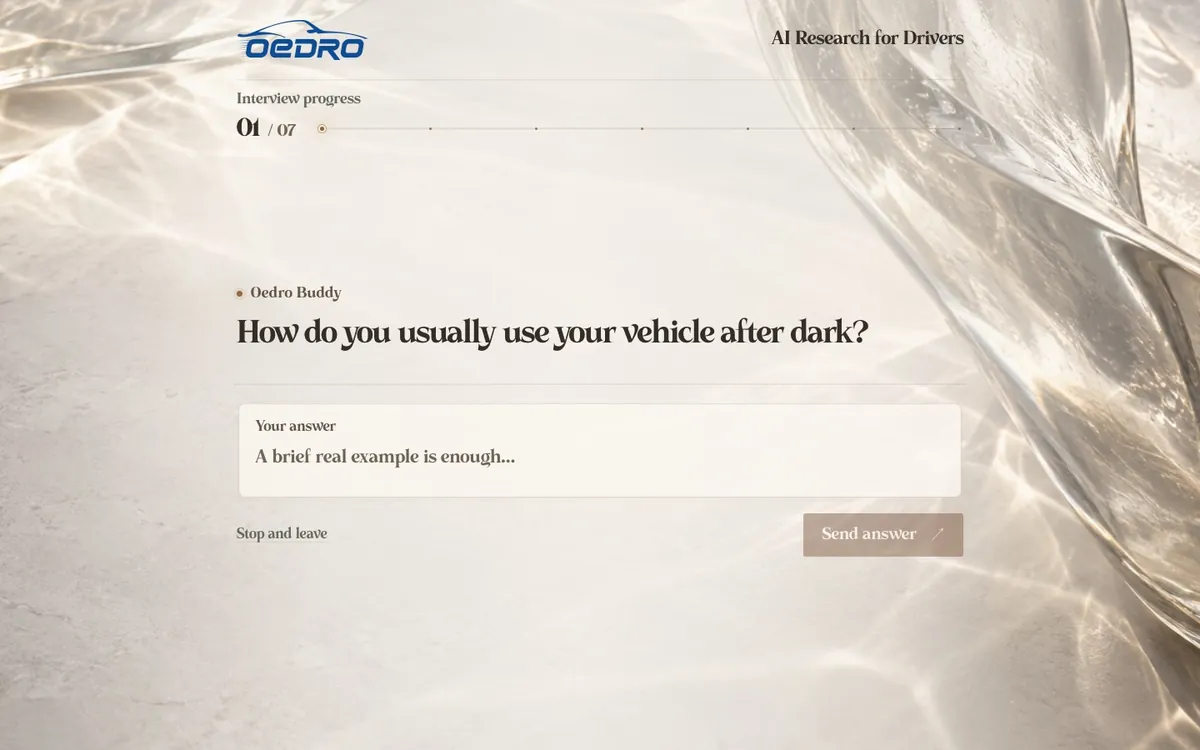 OEDRO
AI Research for Drivers
Interview progress
01 / 07
Oedro Buddy
How do you usually use your vehicle after dark?
Your answer
A brief real example is enough...
Stop and leave
Send answer